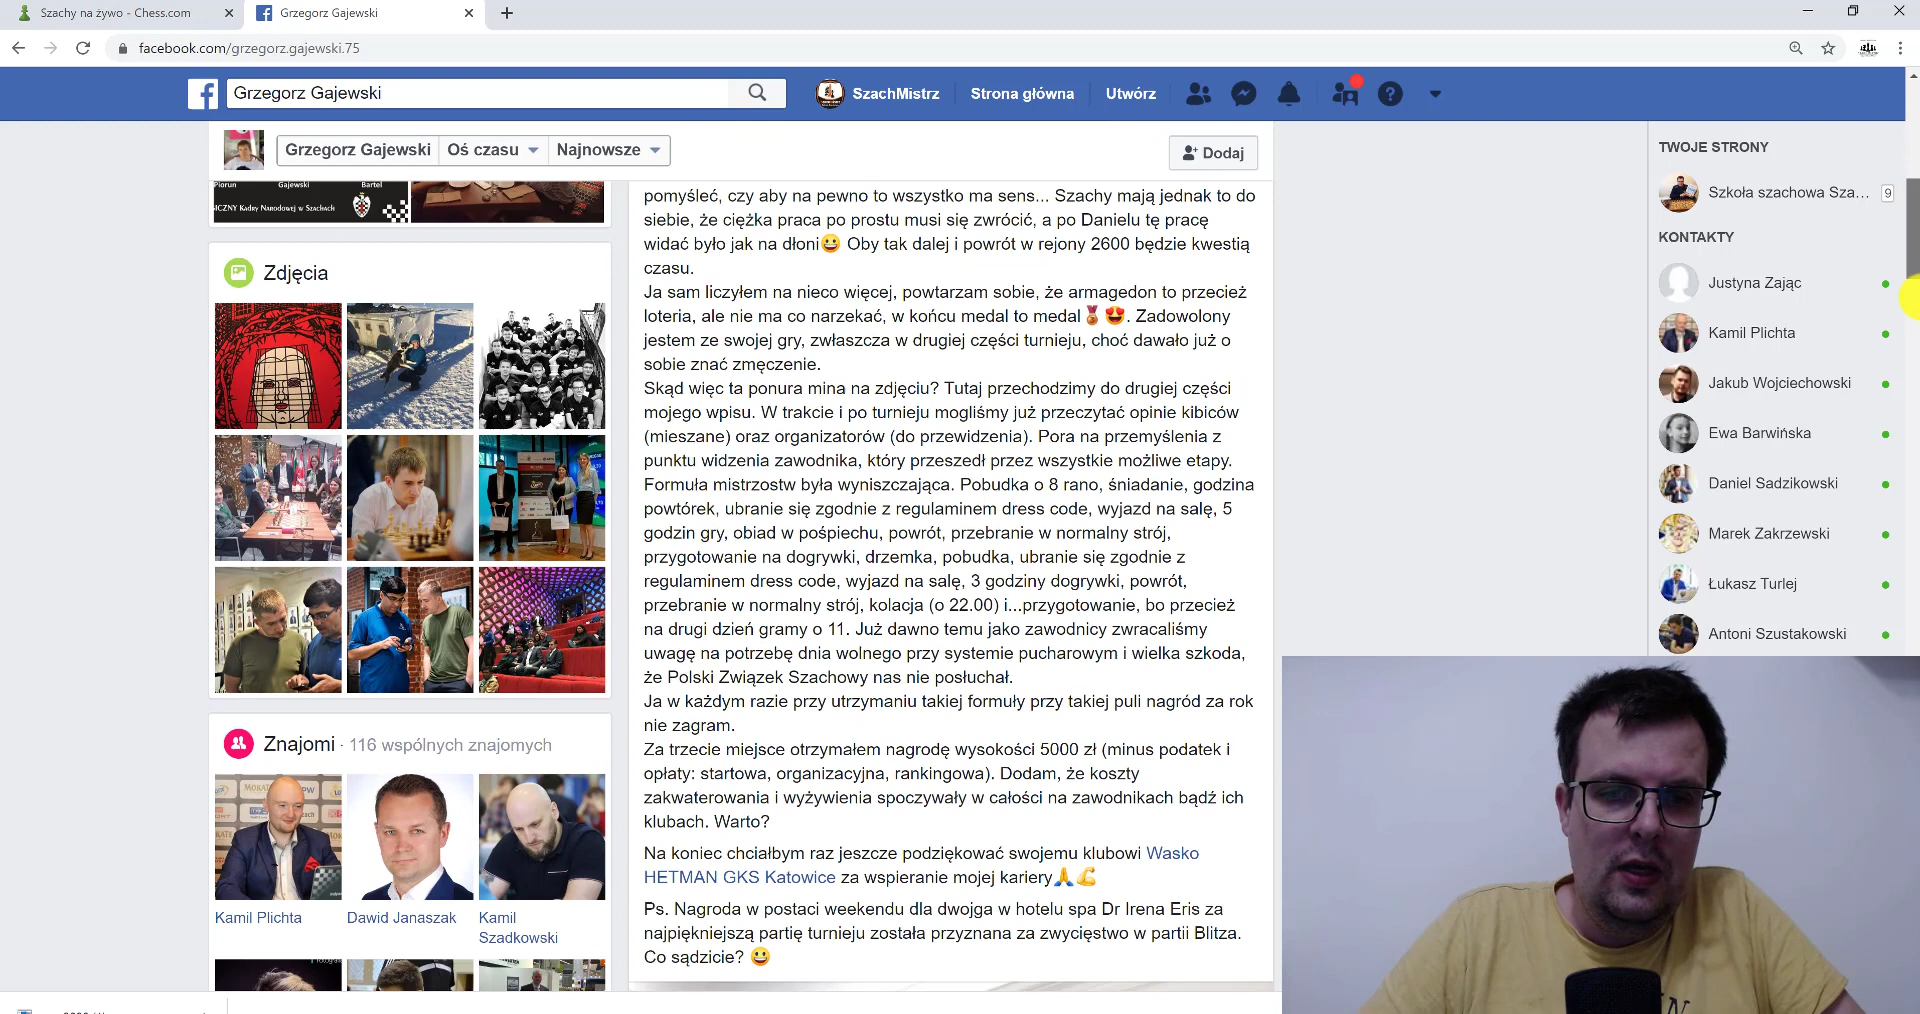 Szachy na żywo - Chess.com
Grzegorz Gajewski
facebook.com/grzegorz.gajewski.75
Grzegorz Gajewski
SzachMistrz
Strona główna
Utwórz
Grzegorz Gajewski
Oś czasu
Najnowsze
Dodaj
Piorun Gajewski Bartel
ICZNY Kadry Narodowej w Szachach
Zdjęcia
Znajomi · 116 wspólnych znajomych
Kamil Plichta
Dawid Janaszak
Kamil
Szadkowski
pomyśleć, czy aby na pewno to wszystko ma sens... Szachy mają jednak to do
siebie, że ciężka praca po prostu musi się zwrócić, a po Danielu tę pracę
widać było jak na dłoni😀 Oby tak dalej i powrót w rejony 2600 będzie kwestią
czasu.
Ja sam liczyłem na nieco więcej, powtarzam sobie, że armagedon to przecież
loteria, ale nie ma co narzekać, w końcu medal to medal🥉😍. Zadowolony
jestem ze swojej gry, zwłaszcza w drugiej części turnieju, choć dawało już o
sobie znać zmęczenie.
Skąd więc ta ponura mina na zdjęciu? Tutaj przechodzimy do drugiej części
mojego wpisu. W trakcie i po turnieju mogliśmy już przeczytać opinie kibiców
(mieszane) oraz organizatorów (do przewidzenia). Pora na przemyślenia z
punktu widzenia zawodnika, który przeszedł przez wszystkie możliwe etapy.
Formuła mistrzostw była wyniszczająca. Pobudka o 8 rano, śniadanie, godzina
powtórek, ubranie się zgodnie z regulaminem dress code, wyjazd na salę, 5
godzin gry, obiad w pośpiechu, powrót, przebranie w normalny strój,
przygotowanie na dogrywki, drzemka, pobudka, ubranie się zgodnie z
regulaminem dress code, wyjazd na salę, 3 godziny dogrywki, powrót,
przebranie w normalny strój, kolacja (o 22.00) i...przygotowanie, bo przecież
na drugi dzień gramy o 11. Już dawno temu jako zawodnicy zwracaliśmy
uwagę na potrzebę dnia wolnego przy systemie pucharowym i wielka szkoda,
że Polski Związek Szachowy nas nie posłuchał.
Ja w każdym razie przy utrzymaniu takiej formuły przy takiej puli nagród za rok
nie zagram.
Za trzecie miejsce otrzymałem nagrodę wysokości 5000 zł (minus podatek i
opłaty: startowa, organizacyjna, rankingowa). Dodam, że koszty
zakwaterowania i wyżywienia spoczywały w całości na zawodnikach bądź ich
klubach. Warto?
Na koniec chciałbym raz jeszcze podziękować swojemu klubowi Wasko
HETMAN GKS Katowice za wspieranie mojej kariery🙏💪
Ps. Nagroda w postaci weekendu dla dwojga w hotelu spa Dr Irena Eris za
najpiękniejszą partię turnieju została przyznana za zwycięstwo w partii Blitza.
Co sądzicie? 😀
TWOJE STRONY
Szkoła szachowa Sza... 9
KONTAKTY
Justyna Zając
Kamil Plichta
Jakub Wojciechowski
Ewa Barwińska
Daniel Sadzikowski
Marek Zakrzewski
Łukasz Turlej
Antoni Szustakowski